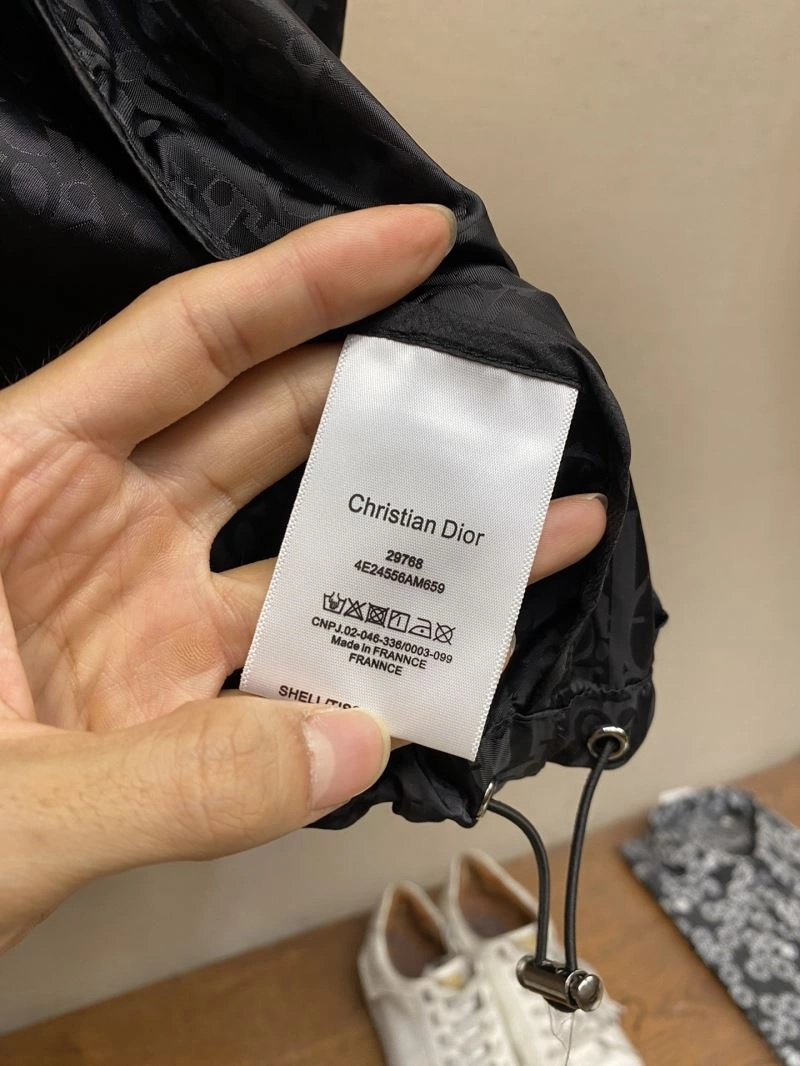 Christian Dior
29768
4E24556AM659
CNPJ.02-046-336/0003-099
Made in FRANNCE
FRANNCE